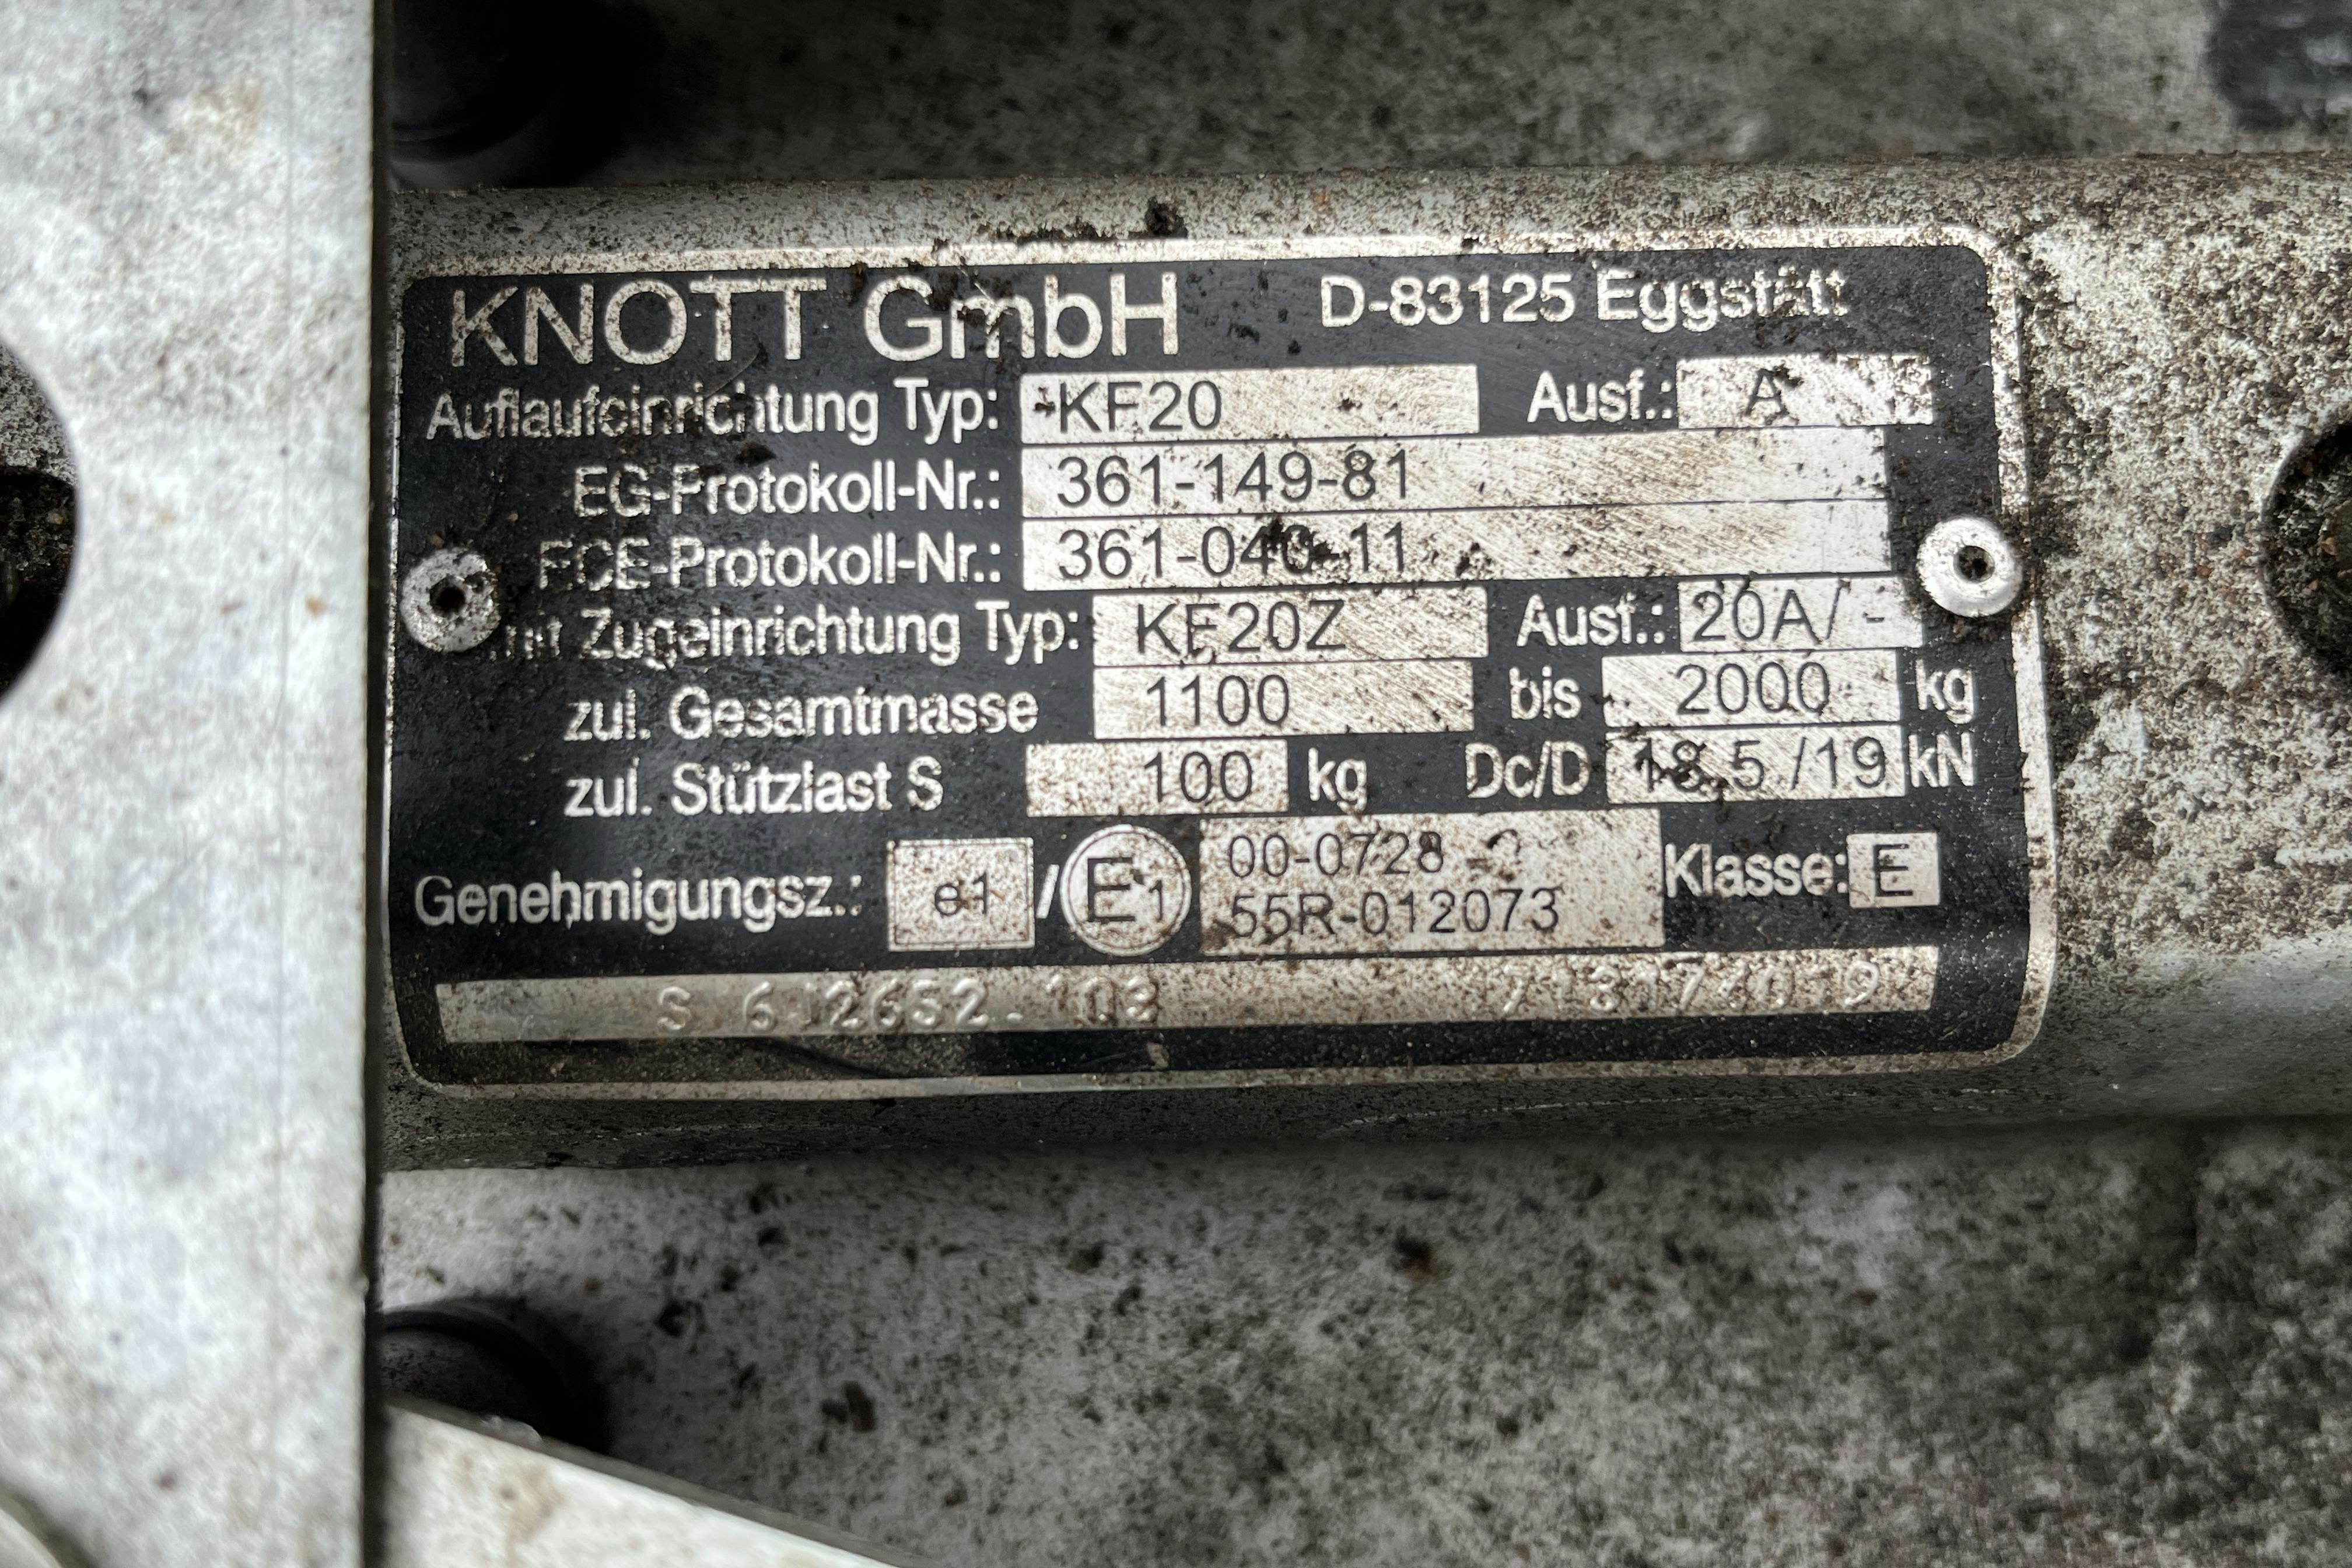 KNOTT GmbH D-83125 Eggstätt
Auflaufeinrichtung Typ: KF20 Ausf.: A
EG-Protokoll-Nr.: 361-149-81
ECE-Protokoll-Nr.: 361-040-11
mit Zugeinrichtung Typ: KF20Z Ausf.: 20A/ -
zul. Gesamtmasse 1100 bis 2000 kg
zul. Stützlast S 100 kg Dc/D 18,5 /19 kN
Genehmigungsz.: e1 / E1 00-0728 Klasse: E
55R-012073
S 612652.